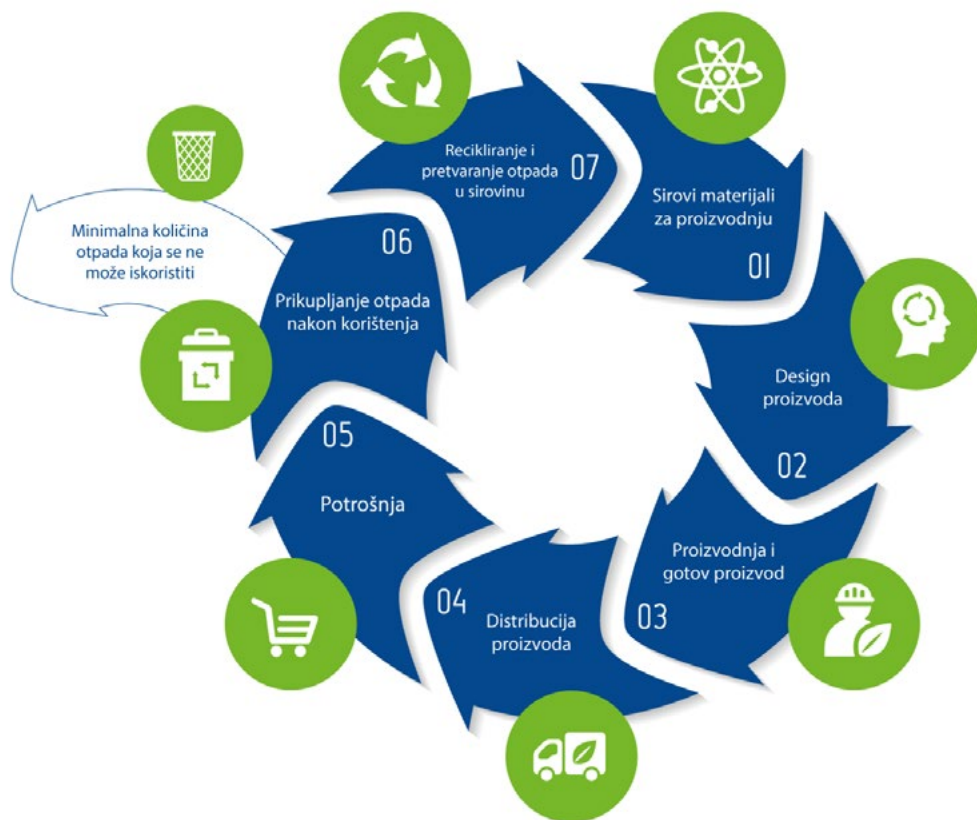 Sirovi materijali
za proizvodnju
01
Design
proizvoda
02
Proizvodnja i
gotov proizvod
03
Distribucija
proizvoda
04
Potrošnja
05
Prikupljanje otpada
nakon korištenja
06
Minimalna količina
otpada koja se ne
može iskoristiti
Recikliranje i
pretvaranje otpada
u sirovinu
07